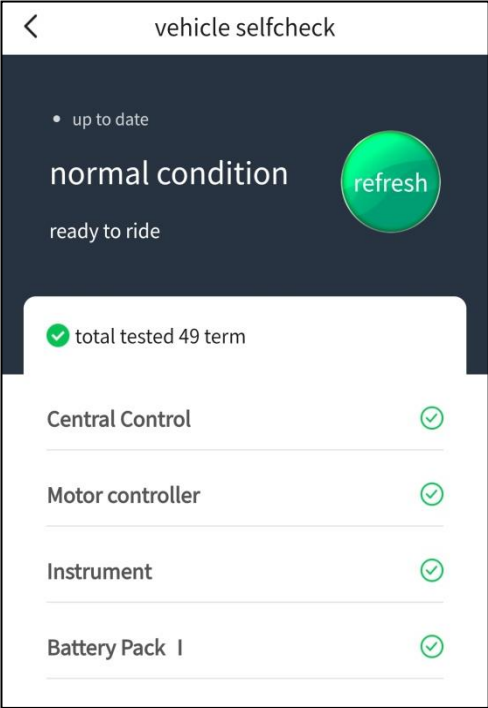 vehicle selfcheck
up to date
normal condition
refresh
ready to ride
total tested 49 term
Central Control
Motor controller
Instrument
Battery Pack I